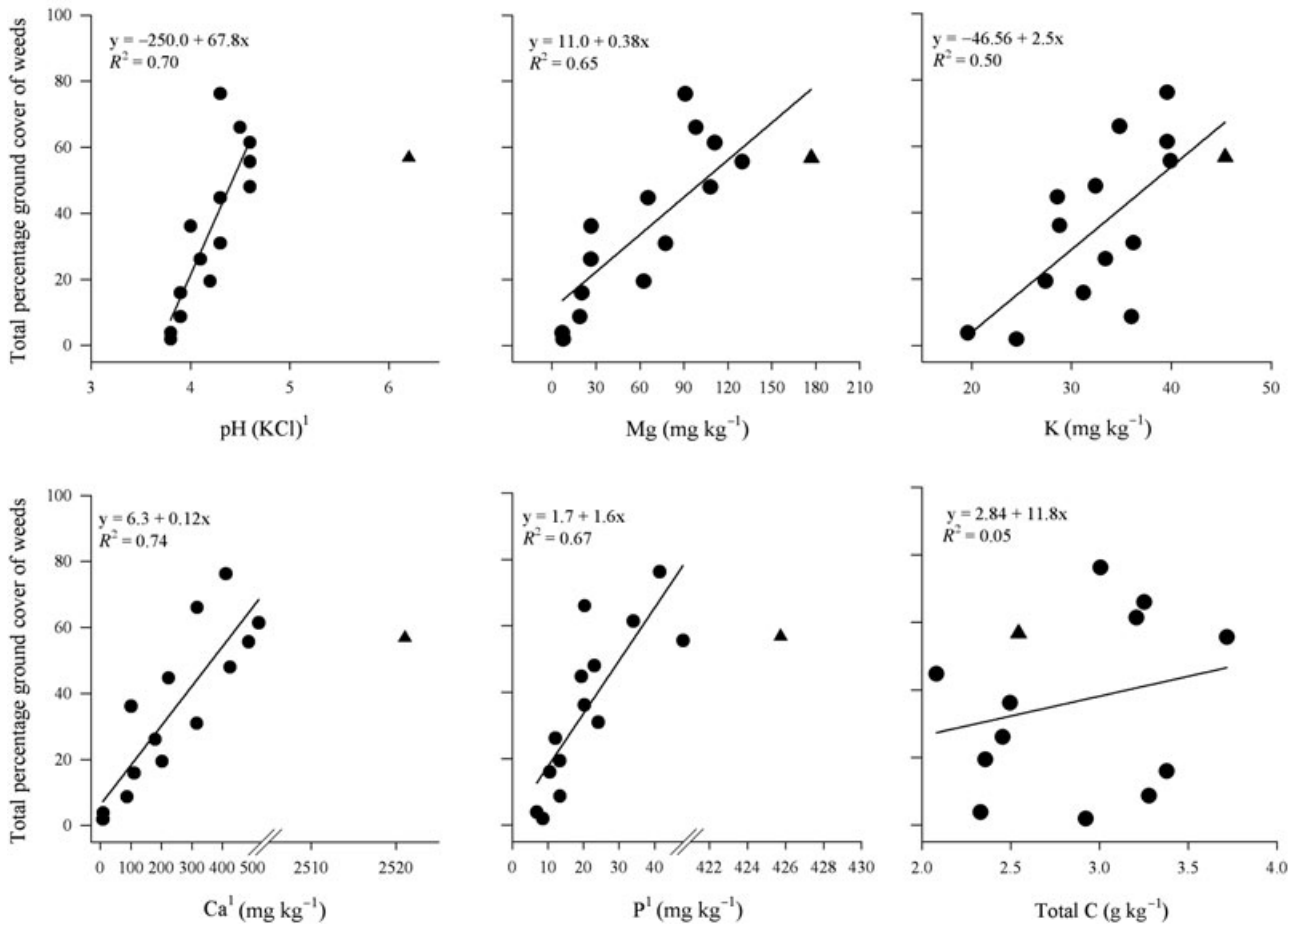 Total percentage ground cover of weeds
100
80
60
40
20
0
y = −250.0 + 67.8x
R² = 0.70
3 4 5 6
pH (KCl)¹
y = 11.0 + 0.38x
R² = 0.65
0 30 60 90 120 150 180 210
Mg (mg kg⁻¹)
y = −46.56 + 2.5x
R² = 0.50
20 30 40 50
K (mg kg⁻¹)
Total percentage ground cover of weeds
100
80
60
40
20
0
y = 6.3 + 0.12x
R² = 0.74
0 100 200 300 400 500 2510 2520
Ca¹ (mg kg⁻¹)
y = 1.7 + 1.6x
R² = 0.67
0 10 20 30 40 422 424 426 428 430
P¹ (mg kg⁻¹)
y = 2.84 + 11.8x
R² = 0.05
2.0 2.5 3.0 3.5 4.0
Total C (g kg⁻¹)